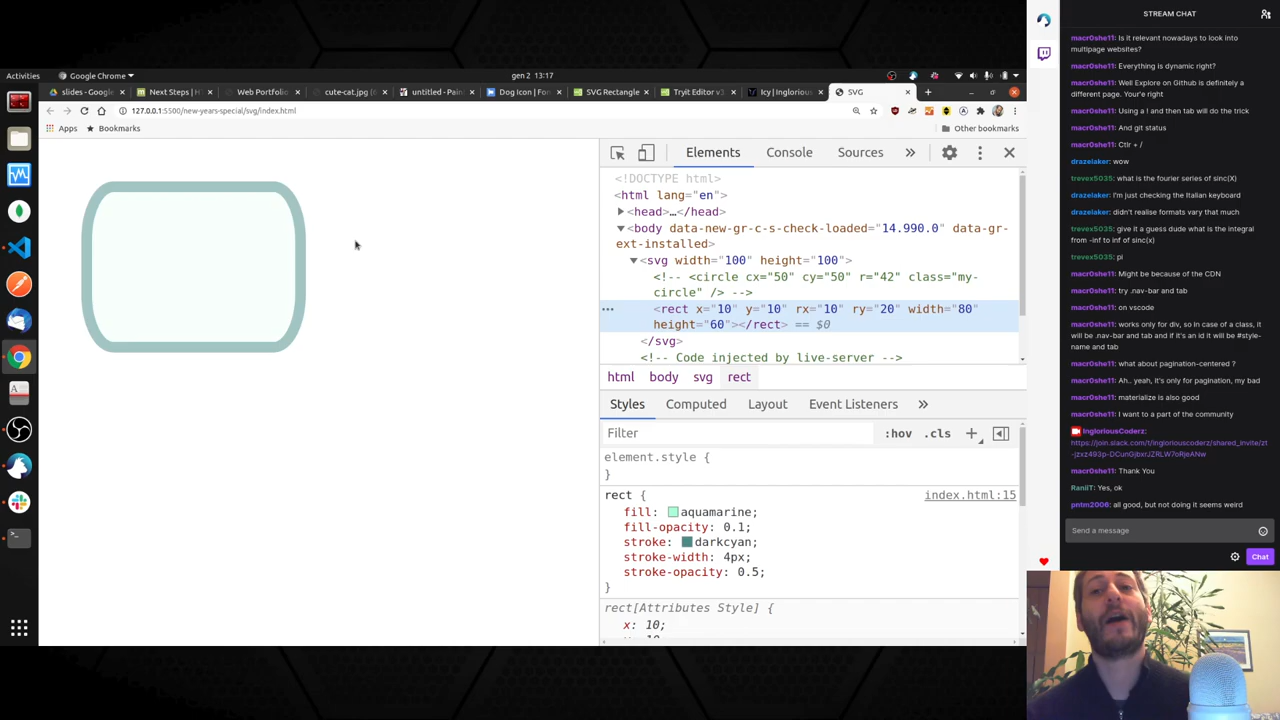 STREAM CHAT
macr0she11: Is it relevant nowadays to look into
multipage websites?
macr0she11: Everything is dynamic right?
macr0she11: Well Explore on Github is definitely a
different page. Your'e right
macr0she11: Using a ! and then tab will do the trick
macr0she11: And git status
macr0she11: Ctlr + /
drazelaker: wow
trevex5035: what is the fourier series of sinc(X)
drazelaker: I'm just checking the Italian keyboard
drazelaker: didn't realise formats vary that much
trevex5035: give it a guess dude what is the integral
from -inf to inf of sinc(x)
trevex5035: pi
macr0she11: Might be because of the CDN
macr0she11: try .nav-bar and tab
macr0she11: on vscode
macr0she11: works only for div, so in case of a class, it
will be .nav-bar and tab and if it's an id it will be #style-
name and tab
macr0she11: what about pagination-centered ?
macr0she11: Ah.. yeah, it's only for pagination, my bad
macr0she11: materialize is also good
macr0she11: I want to a part of the community
IngloriousCoderz:
https://join.slack.com/t/ingloriouscoderz/shared_invite/zt
-jzvz493p-DCunGjbxrJZRLW7oRjeANw
macr0she11: Thank You
RaniiT: Yes, ok
pntm2006: all good, but not doing it seems weird
Send a message
Chat
Activities
Google Chrome
gen 2 13:17
slides - Google
Next Steps | H
Web Portfolio
cute-cat.jpg (
untitled - Pain
Dog Icon | Fo
SVG Rectangle
Tryit Editor v3
Icy | Inglorious
SVG
127.0.0.1:5500/new-years-special/svg/index.html
Apps
Bookmarks
Other bookmarks
Elements
Console
Sources
<!DOCTYPE html>
<html lang="en">
<head>…</head>
<body data-new-gr-c-s-check-loaded="14.990.0" data-gr-
ext-installed>
<svg width="100" height="100">
<!-- <circle cx="50" cy="50" r="42" class="my-
circle" /> -->
<rect x="10" y="10" rx="10" ry="20" width="80"
height="60"></rect> == $0
</svg>
<!-- Code injected by live-server -->
html
body
svg
rect
Styles
Computed
Layout
Event Listeners
Filter
:hov
.cls
element.style {
}
rect {
index.html:15
fill: aquamarine;
fill-opacity: 0.1;
stroke: darkcyan;
stroke-width: 4px;
stroke-opacity: 0.5;
}
rect[Attributes Style] {
x: 10;